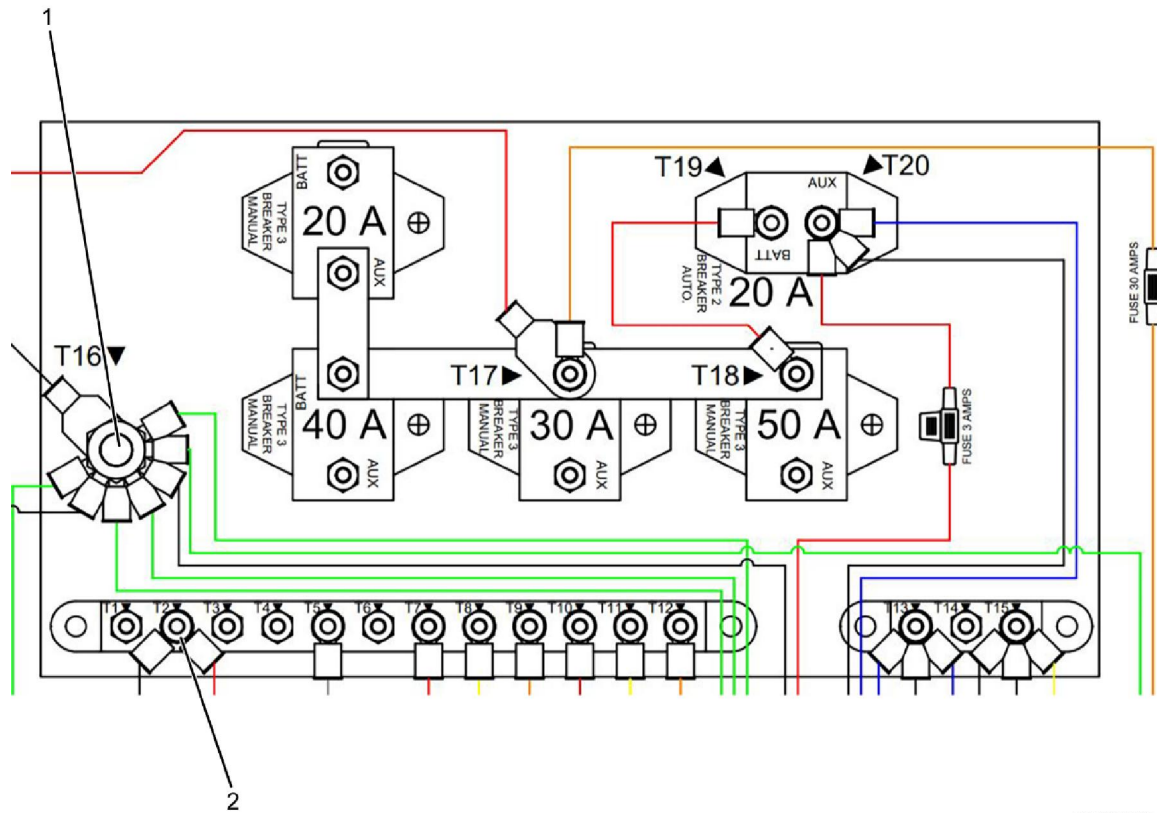 1
T19
T20
AUX
BATT
TYPE 2
BREAKER
AUTO.
20 A
BATT
TYPE 3
BREAKER
MANUAL
20 A
AUX
FUSE 30 AMPS
T16
T17
T18
BATT
TYPE 3
BREAKER
MANUAL
40 A
AUX
TYPE 3
BREAKER
MANUAL
30 A
AUX
TYPE 3
BREAKER
MANUAL
50 A
AUX
FUSE 3 AMPS
T1 T2 T3 T4 T5 T6 T7 T8 T9 T10 T11 T12
T13 T14 T15
2